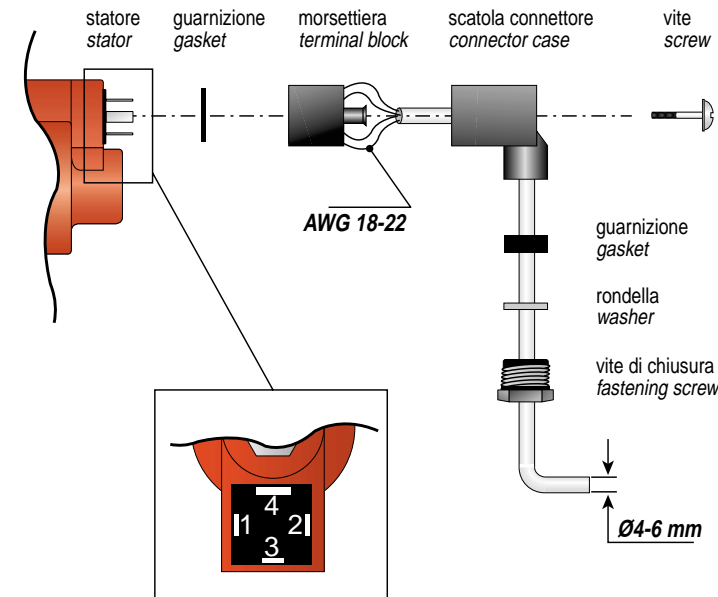 statore
stator
guarnizione
gasket
morsettiera
terminal block
scatola connettore
connector case
vite
screw
AWG 18-22
guarnizione
gasket
rondella
washer
vite di chiusura
fastening screw
4
1 2
3
Ø4-6 mm